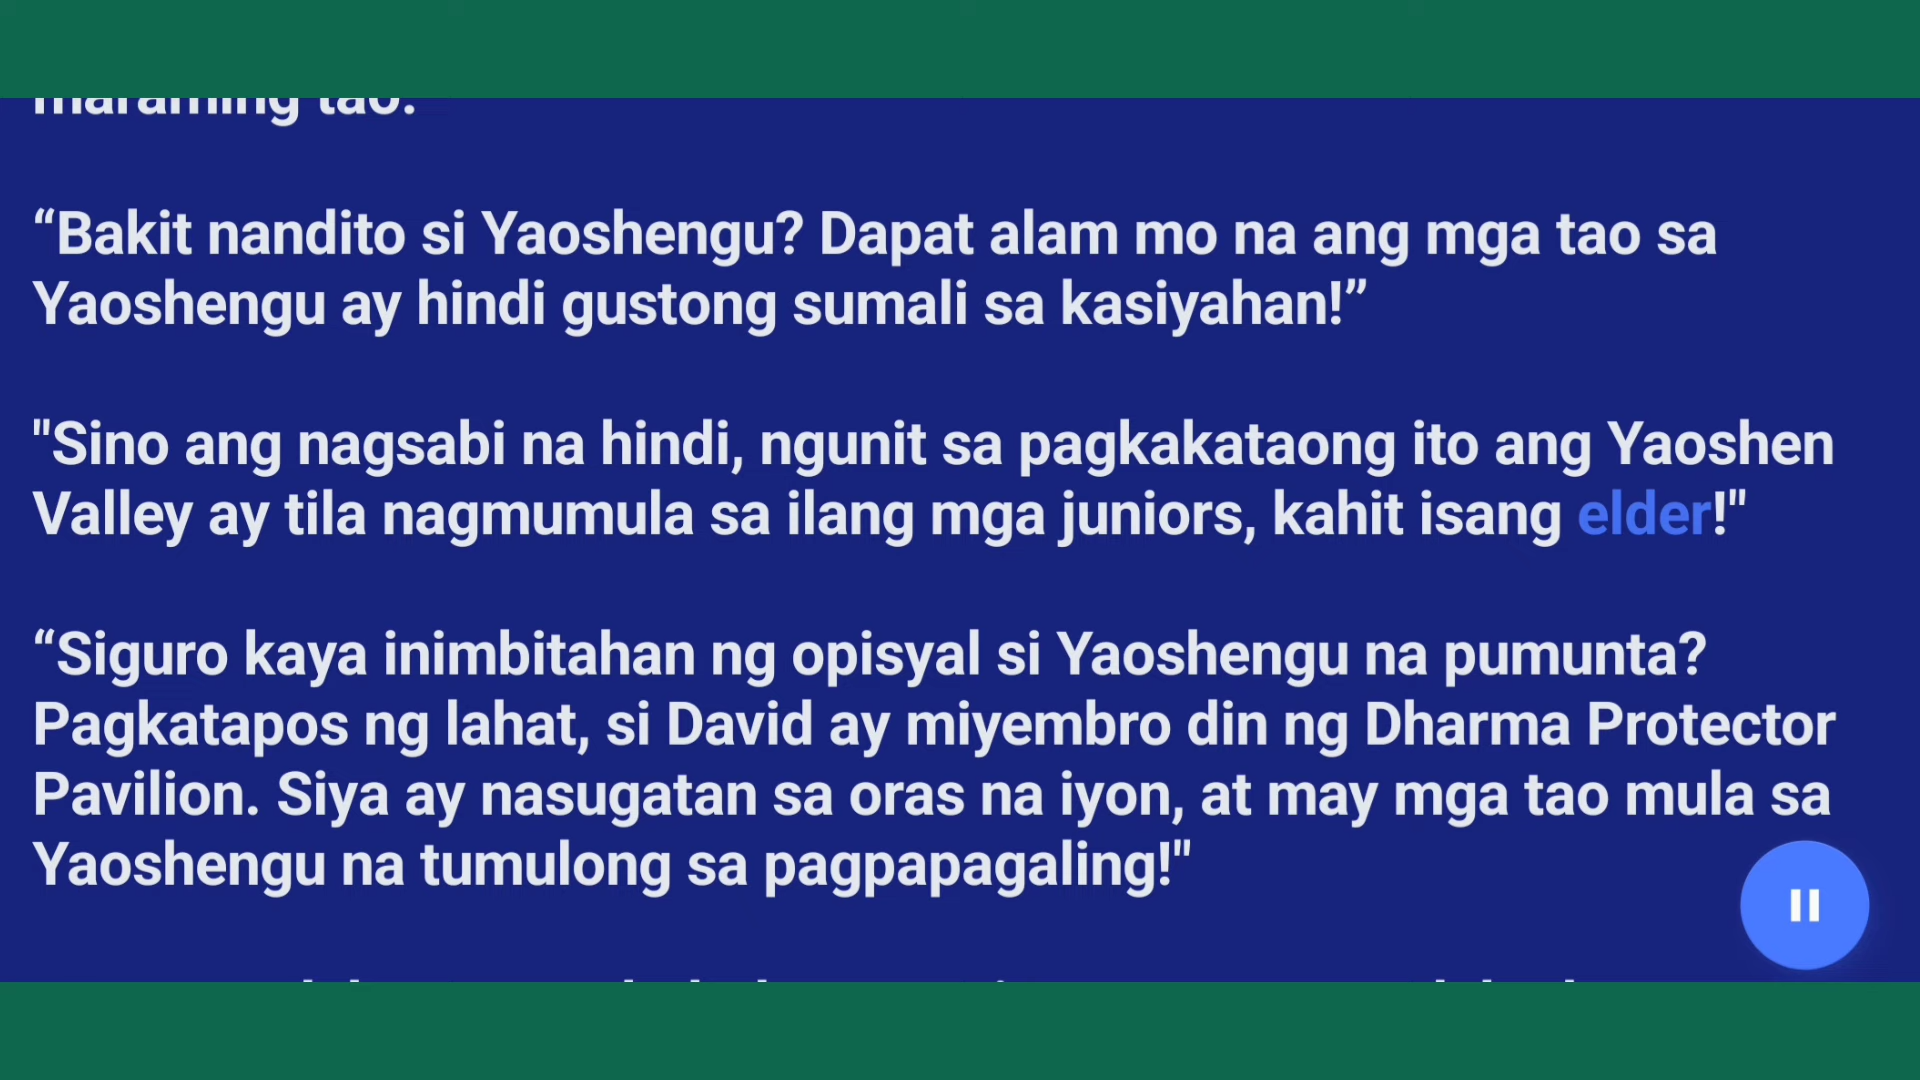 maraming tao.
“Bakit nandito si Yaoshengu? Dapat alam mo na ang mga tao sa
Yaoshengu ay hindi gustong sumali sa kasiyahan!”
"Sino ang nagsabi na hindi, ngunit sa pagkakataong ito ang Yaoshen
Valley ay tila nagmumula sa ilang mga juniors, kahit isang elder!"
“Siguro kaya inimbitahan ng opisyal si Yaoshengu na pumunta?
Pagkatapos ng lahat, si David ay miyembro din ng Dharma Protector
Pavilion. Siya ay nasugatan sa oras na iyon, at may mga tao mula sa
Yaoshengu na tumulong sa pagpapagaling!"